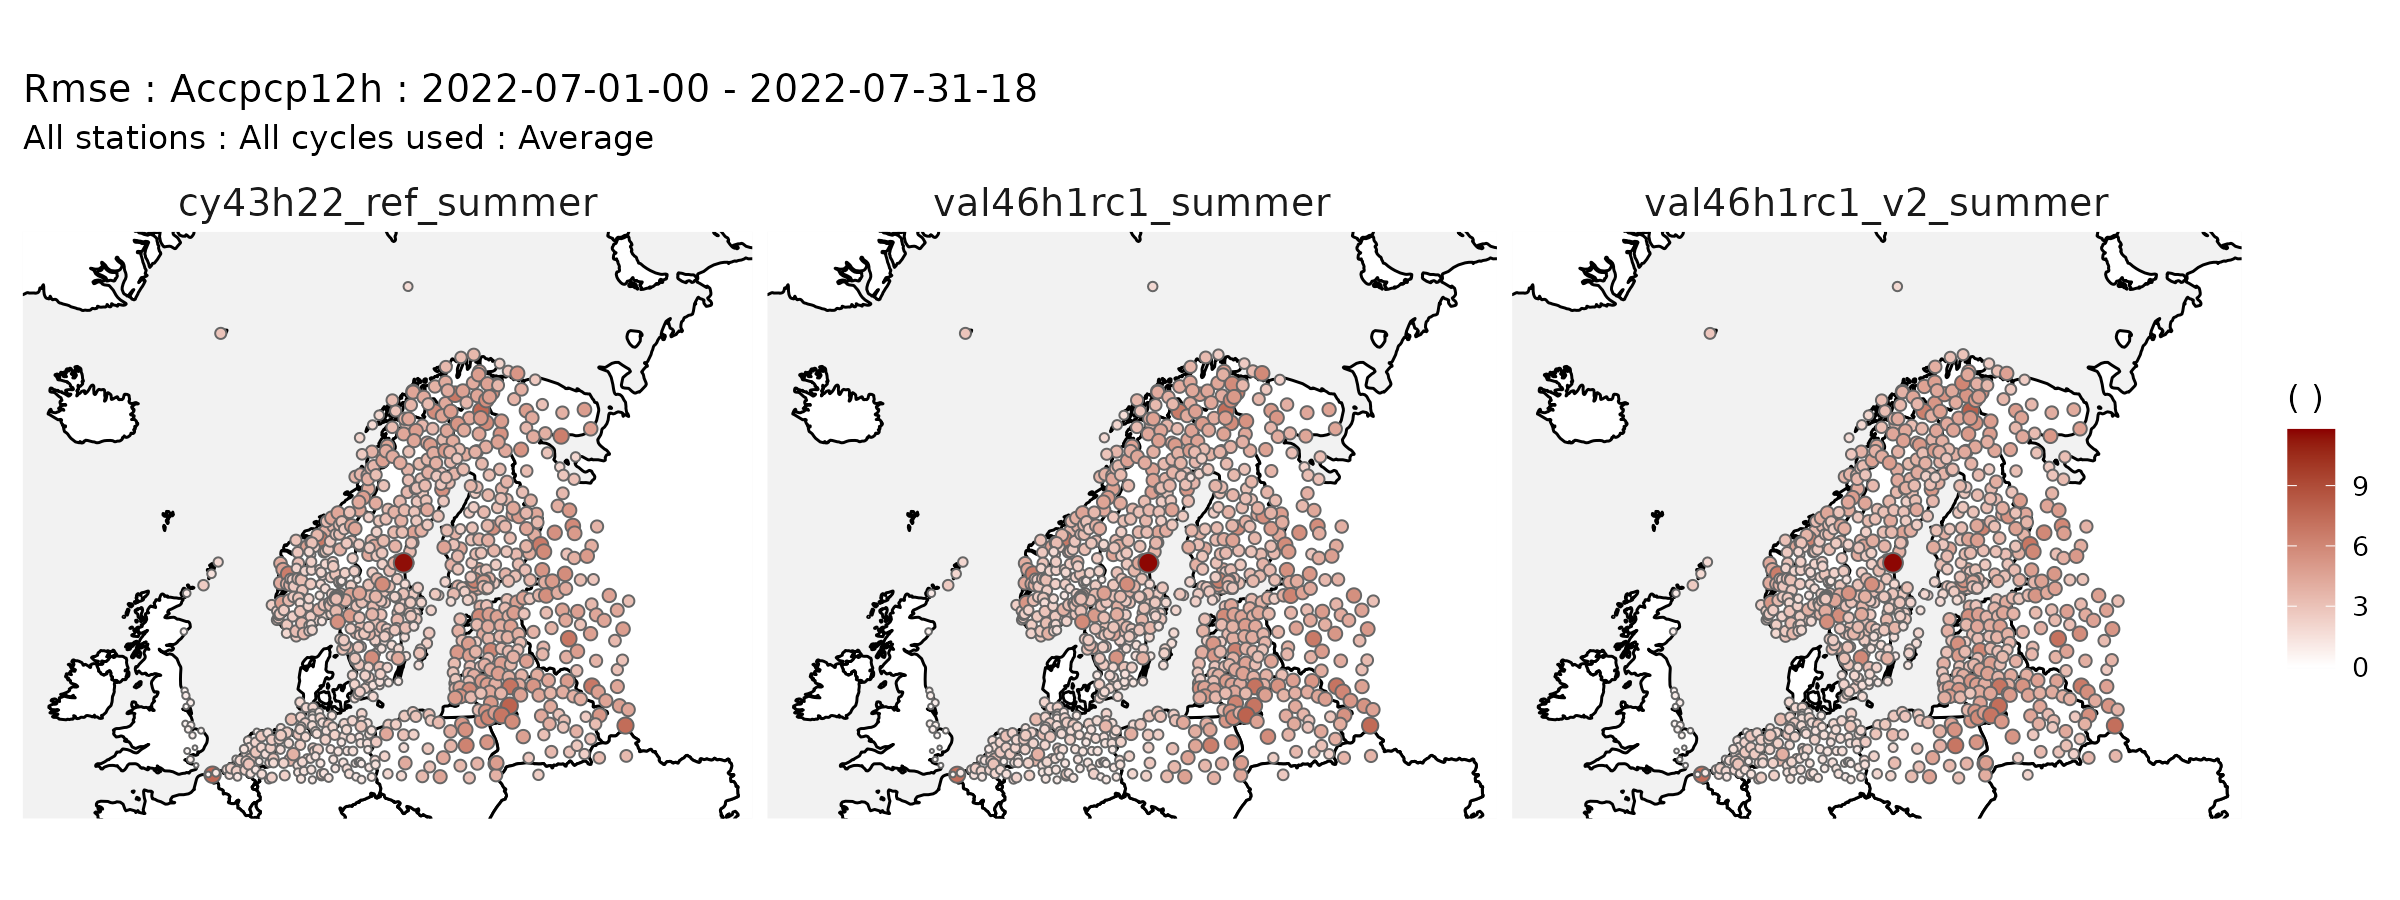 Rmse : Accpcp12h : 2022-07-01-00 - 2022-07-31-18
All stations : All cycles used : Average
cy43h22_ref_summer
val46h1rc1_summer
val46h1rc1_v2_summer
( )
9
6
3
0